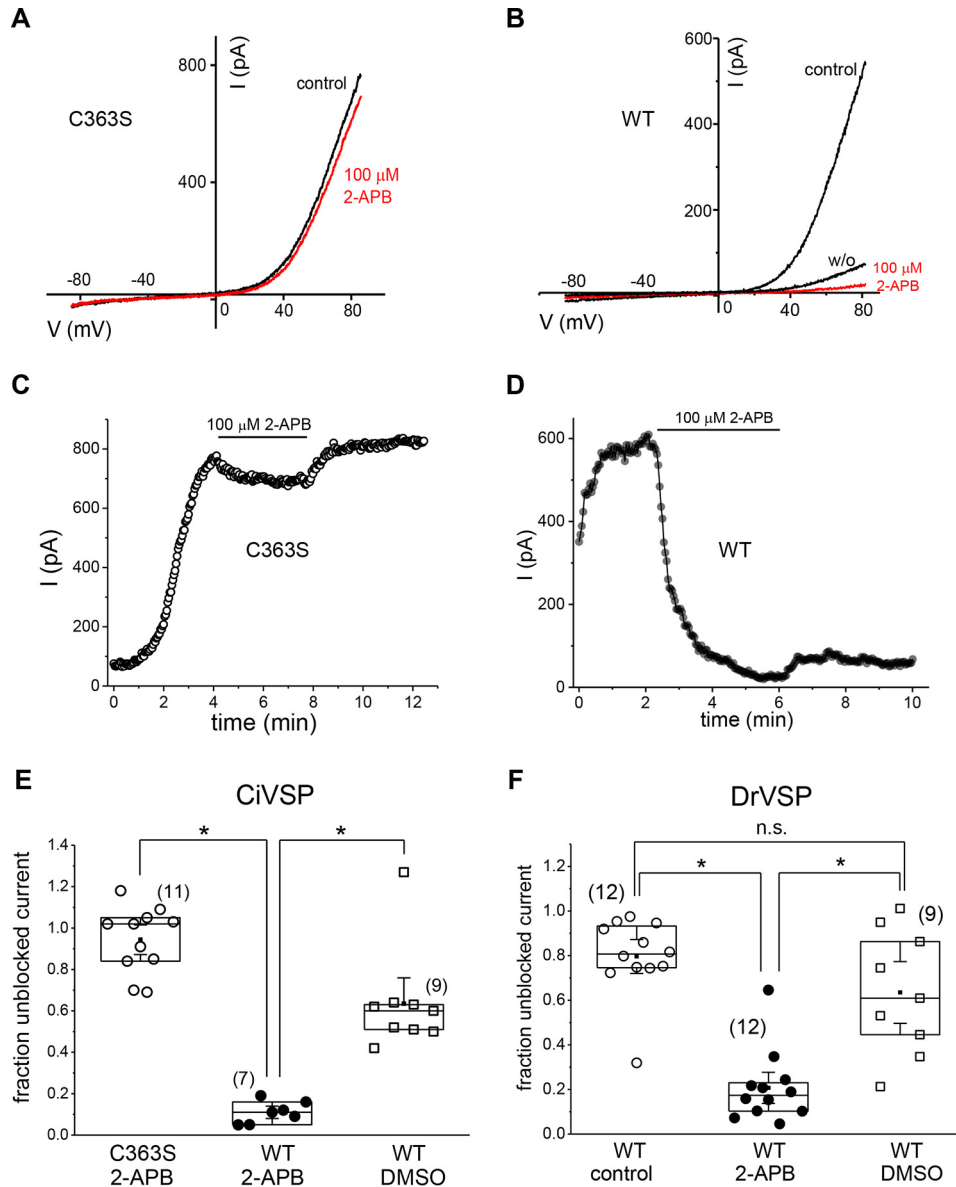 A
I (pA)
800
control
C363S
100 μM
2-APB
400
-80
-40
V (mV)
40
80
B
600
I (pA)
control
WT
400
200
w/o
100 μM
2-APB
-80
-40
V (mV)
40
80
C
100 μM 2-APB
I (pA)
800
700
600
500
400
300
200
100
0
C363S
0
2
4
6
8
10
12
time (min)
D
100 μM 2-APB
I (pA)
600
400
200
0
WT
0
2
4
6
8
10
time (min)
E
CiVSP
fraction unblocked current
1.4
1.2
1.0
0.8
0.6
0.4
0.2
0.0
*
*
(11)
(7)
(9)
C363S
2-APB
WT
2-APB
WT
DMSO
F
DrVSP
n.s.
fraction unblocked current
1.2
1.0
0.8
0.6
0.4
0.2
0.0
*
*
(12)
(12)
(9)
WT
control
WT
2-APB
WT
DMSO